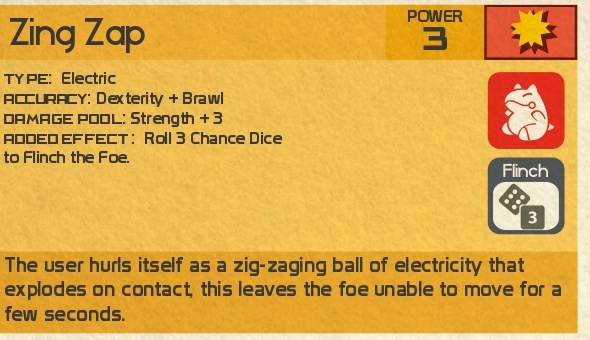 Zing Zap
POWER
3
TYPE: Electric
ACCURACY: Dexterity + Brawl
DAMAGE POOL: Strength + 3
ADDED EFFECT: Roll 3 Chance Dice
to Flinch the Foe.
Flinch
3
The user hurls itself as a zig-zaging ball of electricity that
explodes on contact, this leaves the foe unable to move for a
few seconds.